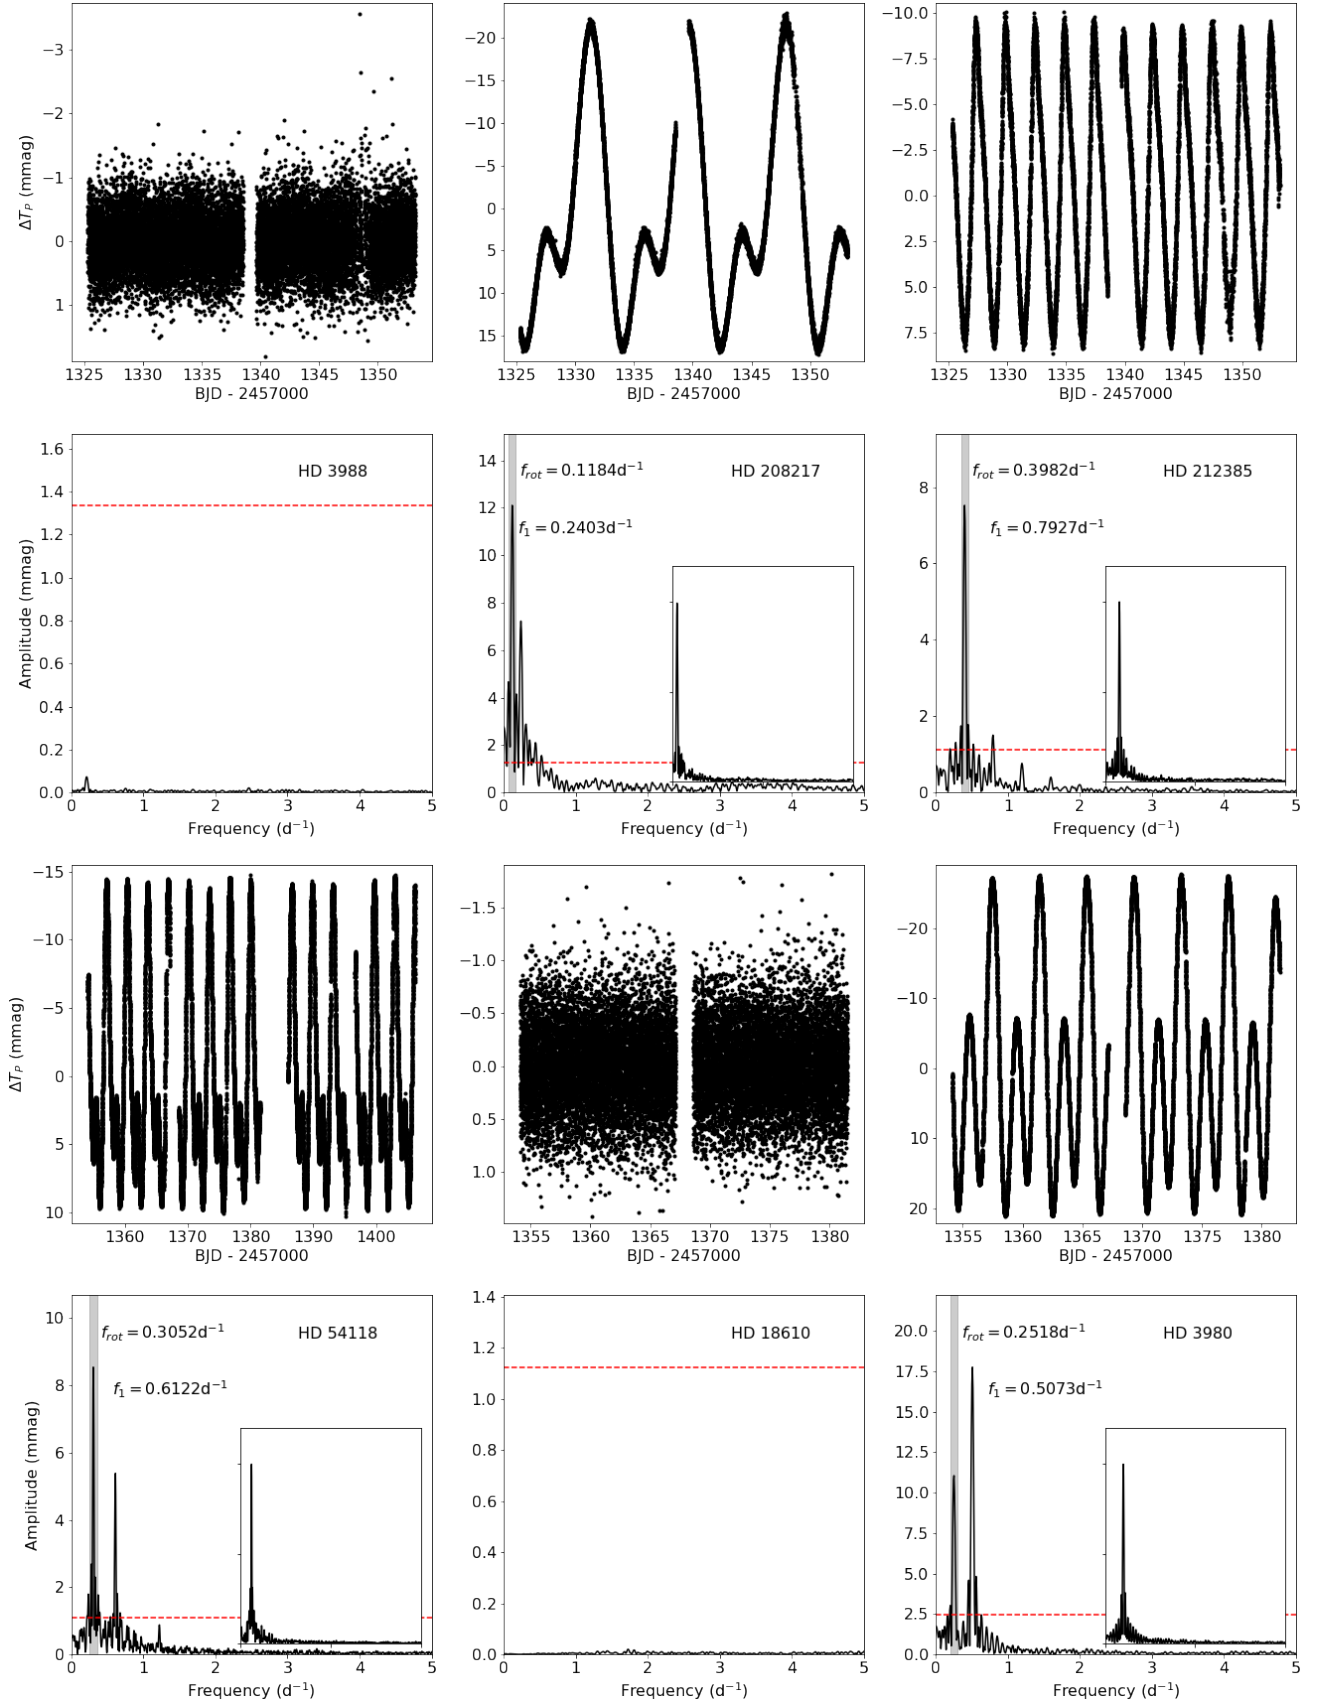 −3
−2
−1
0
1
ΔT_P (mmag)
1325 1330 1335 1340 1345 1350
BJD - 2457000
−20
−15
−10
−5
0
5
10
15
1325 1330 1335 1340 1345 1350
BJD - 2457000
−10.0
−7.5
−5.0
−2.5
0.0
2.5
5.0
7.5
1325 1330 1335 1340 1345 1350
BJD - 2457000
1.6
1.4
1.2
1.0
0.8
0.6
0.4
0.2
0.0
Amplitude (mmag)
HD 3988
0 1 2 3 4 5
Frequency (d⁻¹)
14
12
10
8
6
4
2
0
f_rot = 0.1184d⁻¹
HD 208217
f₁ = 0.2403d⁻¹
0 1 2 3 4 5
Frequency (d⁻¹)
8
6
4
2
0
f_rot = 0.3982d⁻¹
HD 212385
f₁ = 0.7927d⁻¹
0 1 2 3 4 5
Frequency (d⁻¹)
−15
−10
−5
0
5
10
ΔT_P (mmag)
1360 1370 1380 1390 1400
BJD - 2457000
−1.5
−1.0
−0.5
0.0
0.5
1.0
1355 1360 1365 1370 1375 1380
BJD - 2457000
−20
−10
0
10
20
1355 1360 1365 1370 1375 1380
BJD - 2457000
10
8
6
4
2
0
Amplitude (mmag)
f_rot = 0.3052d⁻¹
HD 54118
f₁ = 0.6122d⁻¹
0 1 2 3 4 5
Frequency (d⁻¹)
1.4
1.2
1.0
0.8
0.6
0.4
0.2
0.0
HD 18610
0 1 2 3 4 5
Frequency (d⁻¹)
20.0
17.5
15.0
12.5
10.0
7.5
5.0
2.5
0.0
f_rot = 0.2518d⁻¹
HD 3980
f₁ = 0.5073d⁻¹
0 1 2 3 4 5
Frequency (d⁻¹)